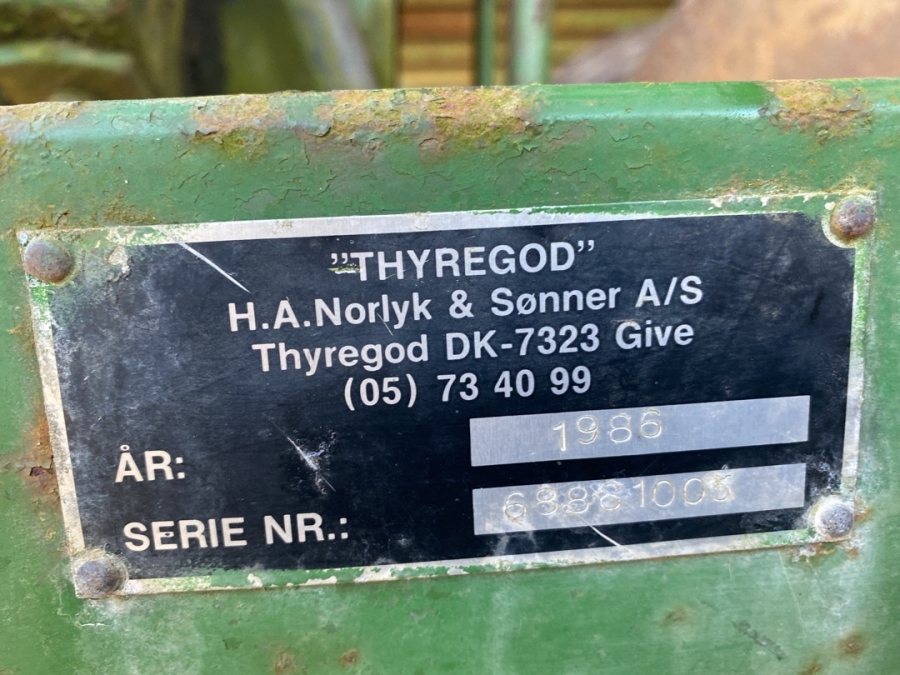 "THYREGOD"
H.A.Norlyk & Sønner A/S
Thyregod DK-7323 Give
(05) 73 40 99
ÅR: 1986
SERIE NR.: